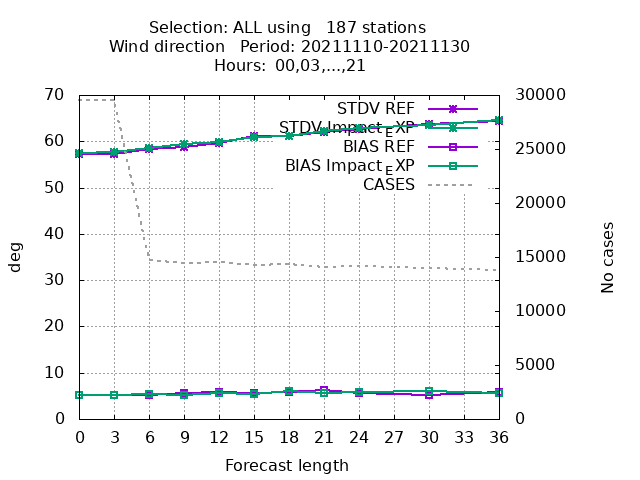 Selection: ALL using   187 stations
Wind direction   Period: 20211110-20211130
Hours: 00,03,...,21
70
60
50
40
30
20
10
0
30000
25000
20000
15000
10000
5000
0
STDV REF
STDV Impact_EXP
BIAS REF
BIAS Impact_EXP
CASES
deg
No cases
0 3 6 9 12 15 18 21 24 27 30 33 36
Forecast length